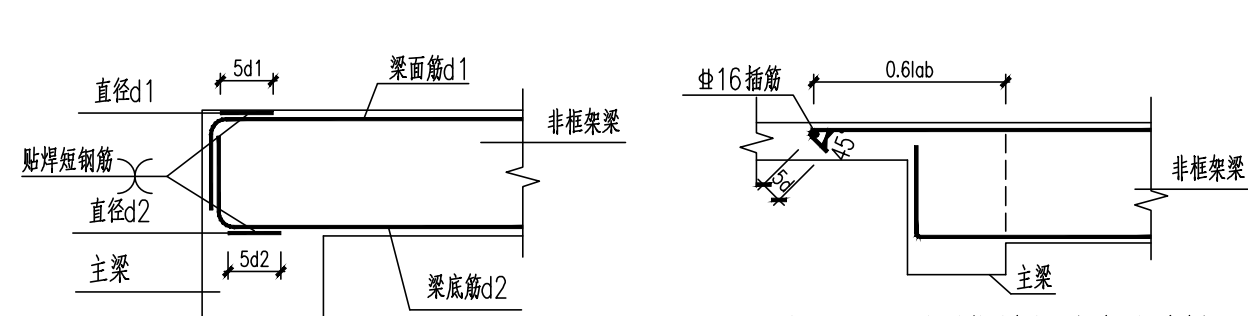 5d1
梁面筋d1
直径d1
非框架梁
贴焊短钢筋
直径d2
主梁
5d2
梁底筋d2
Φ16插筋
0.6lab
45
5d
非框架梁
主梁